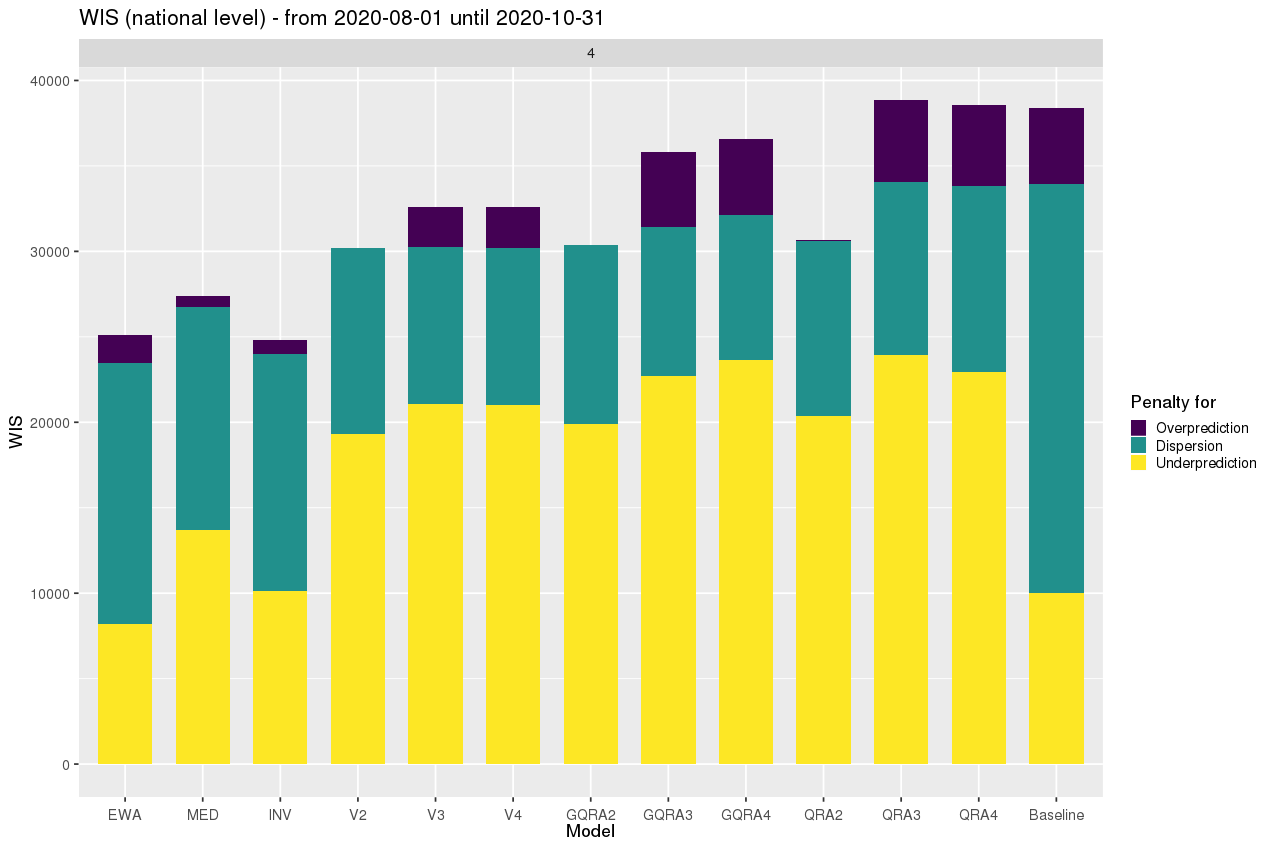 WIS (national level) - from 2020-08-01 until 2020-10-31
4
40000
30000
20000
10000
0
WIS
EWA MED INV V2 V3 V4 GQRA2 GQRA3 GQRA4 QRA2 QRA3 QRA4 Baseline
Model
Penalty for
Overprediction
Dispersion
Underprediction